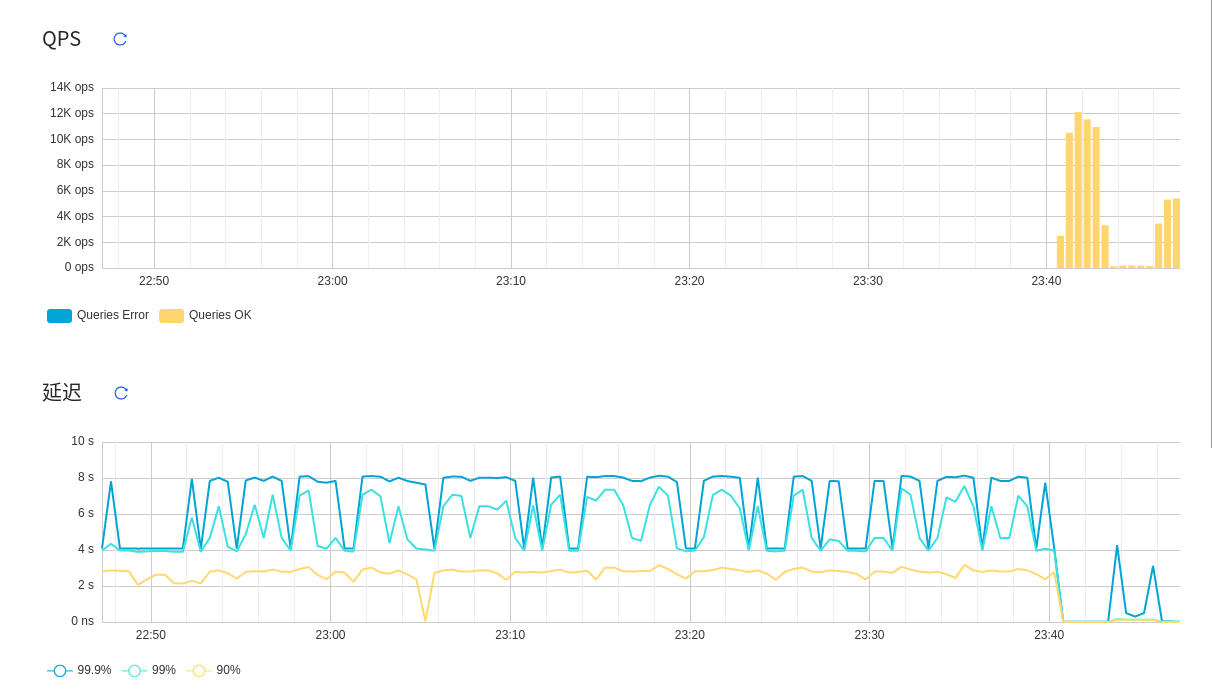 QPS
14K ops
12K ops
10K ops
8K ops
6K ops
4K ops
2K ops
0 ops
22:50 23:00 23:10 23:20 23:30 23:40
Queries Error Queries OK
延迟
10 s
8 s
6 s
4 s
2 s
0 ns
22:50 23:00 23:10 23:20 23:30 23:40
99.9% 99% 90%